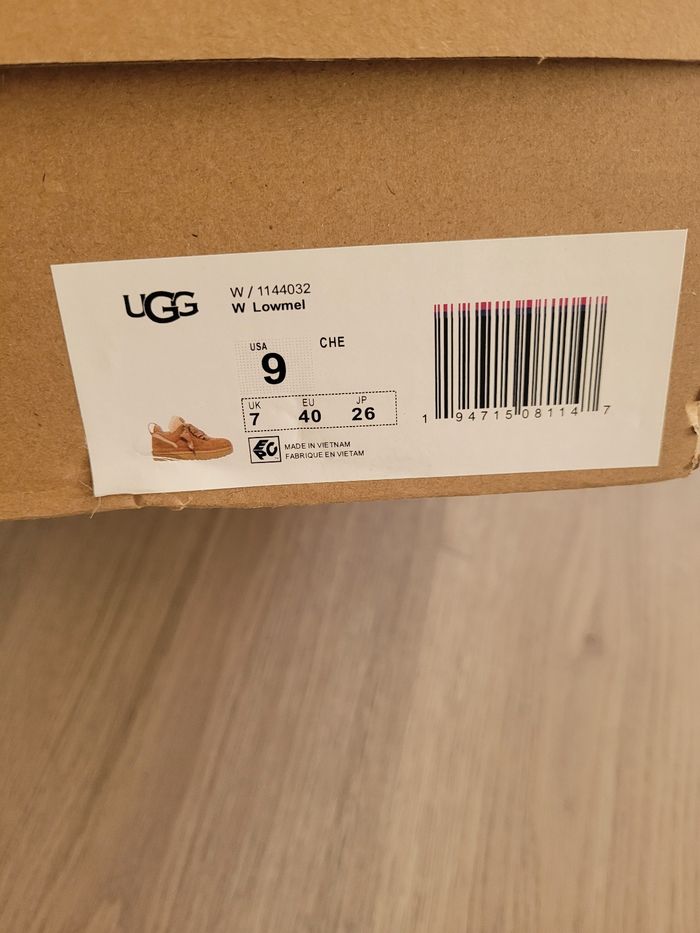 UGG
W / 1144032
W Lowmel
USA
9
CHE
UK EU JP
7 40 26
MADE IN VIETNAM
FABRIQUE EN VIETAM
1 94715 08114 7